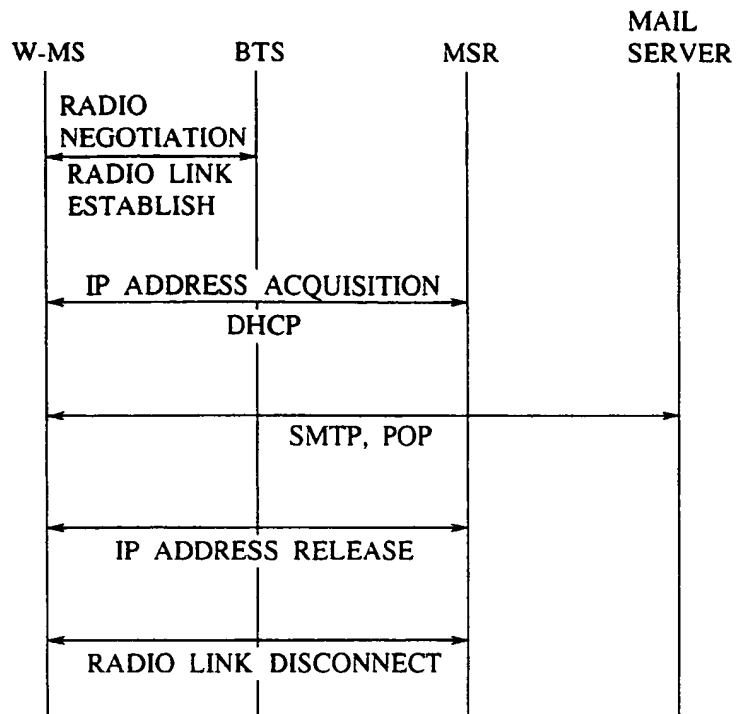 W-MS
BTS
MSR
MAIL
SERVER
RADIO
NEGOTIATION
RADIO LINK
ESTABLISH
IP ADDRESS ACQUISITION
DHCP
SMTP, POP
IP ADDRESS RELEASE
RADIO LINK DISCONNECT